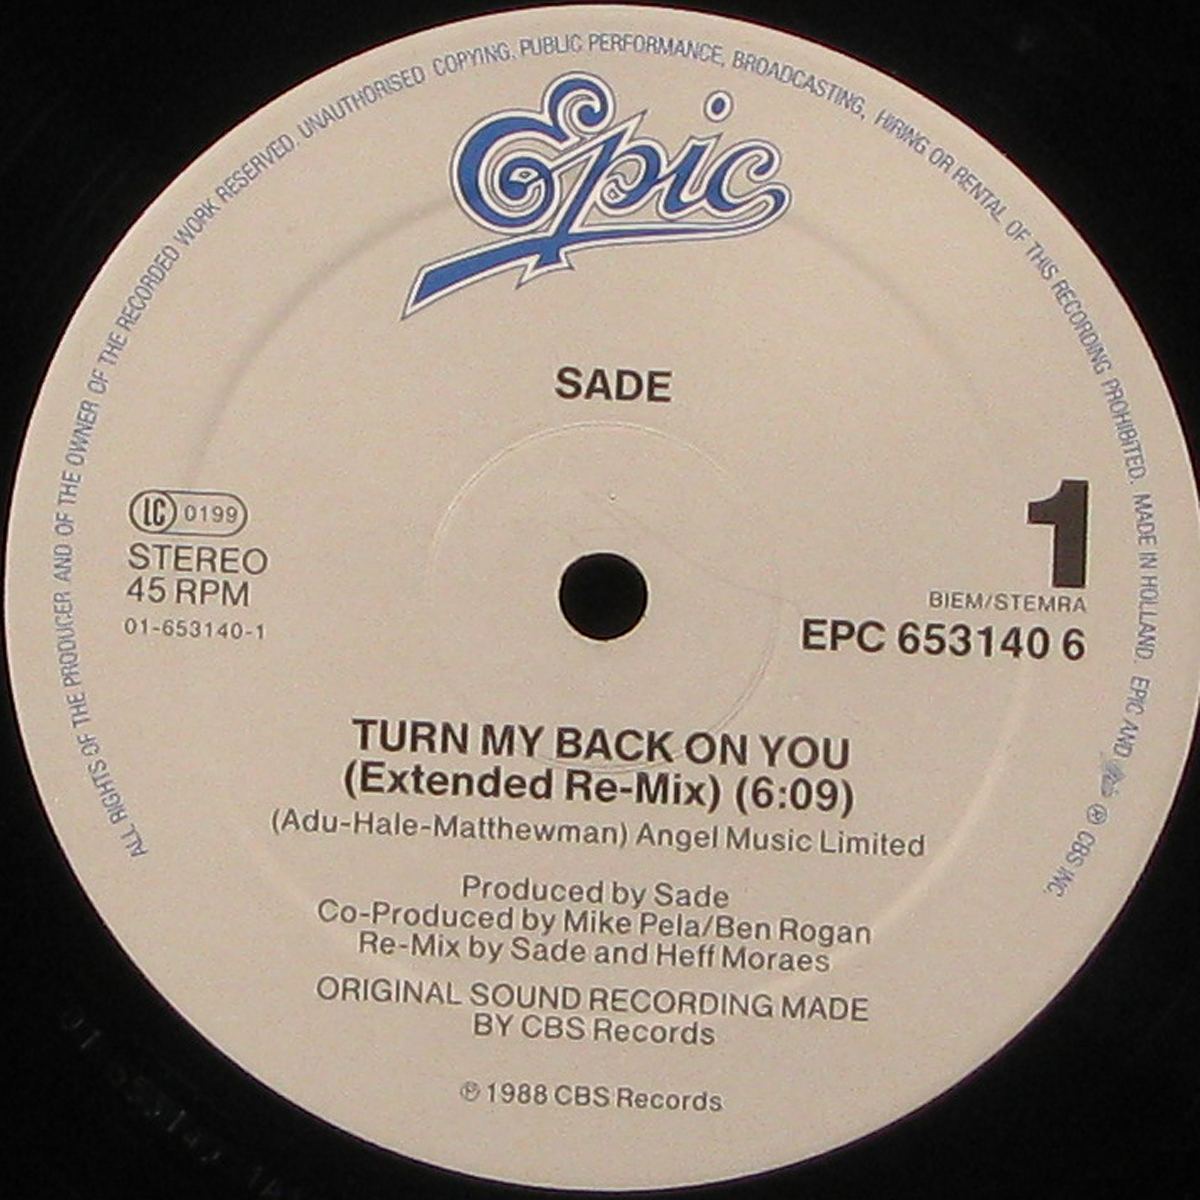 ALL RIGHTS OF THE PRODUCER AND OF THE OWNER OF THE RECORDED WORK RESERVED. UNAUTHORISED COPYING, PUBLIC PERFORMANCE, BROADCASTING, HIRING OR RENTAL OF THIS RECORDING PROHIBITED. MADE IN HOLLAND. EPIC AND ℗ CBS INC.
Epic
SADE
LC 0199
STEREO
45 RPM
01-653140-1
1
BIEM/STEMRA
EPC 653140 6
TURN MY BACK ON YOU
(Extended Re-Mix) (6:09)
(Adu-Hale-Matthewman) Angel Music Limited
Produced by Sade
Co-Produced by Mike Pela/Ben Rogan
Re-Mix by Sade and Heff Moraes
ORIGINAL SOUND RECORDING MADE
BY CBS Records
℗ 1988 CBS Records